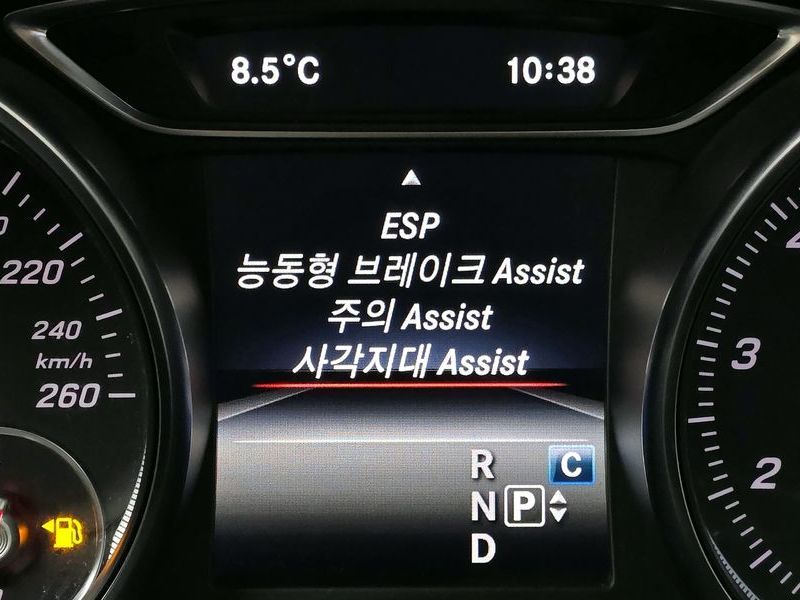 8.5°C 10:38
ESP
능동형 브레이크 Assist
주의 Assist
사각지대 Assist
220
240
km/h
260
3
2
R C
N P
D